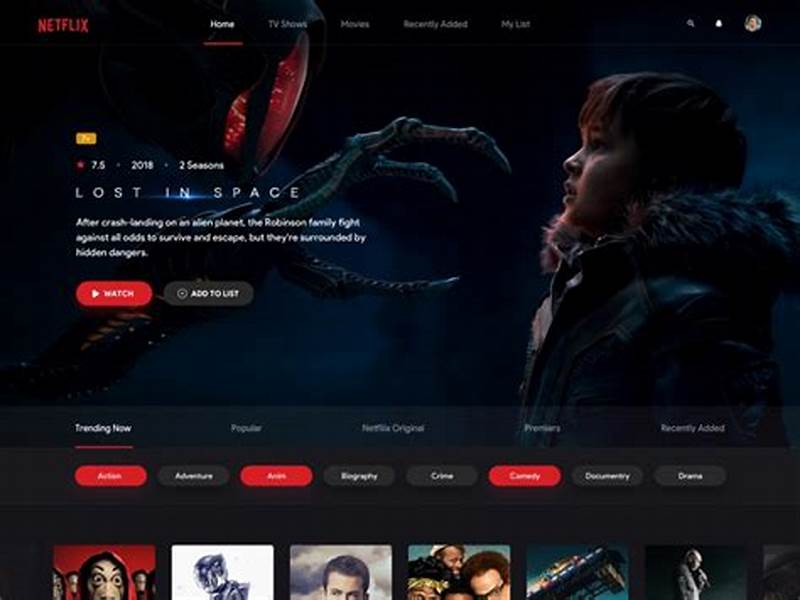 NETFLIX
Home
TV Shows
Movies
Recently Added
My List
7+
7.5 • 2018 • 2 Seasons
LOST IN SPACE
After crash-landing on an alien planet, the Robinson family fight
against all odds to survive and escape, but they're surrounded by
hidden dangers.
WATCH
ADD TO LIST
Trending Now
Popular
Netflix Original
Premiers
Recently Added
Action
Adventure
Anim
Biography
Crime
Comedy
Documentry
Drama